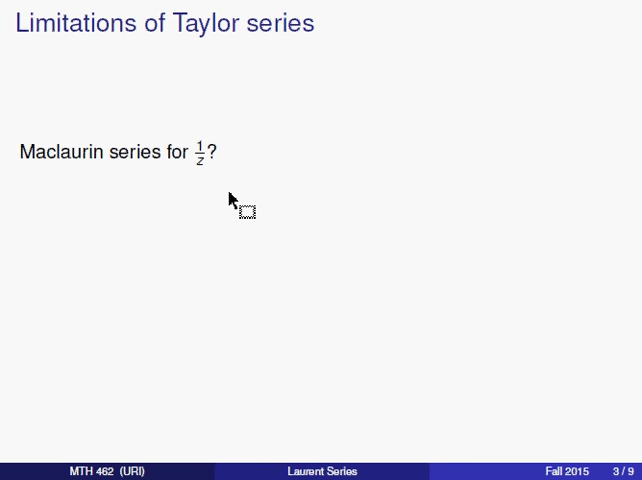 Limitations of Taylor series
Maclaurin series for 1/z?
MTH 462 (URI) Laurent Series Fall 2015 3 / 9